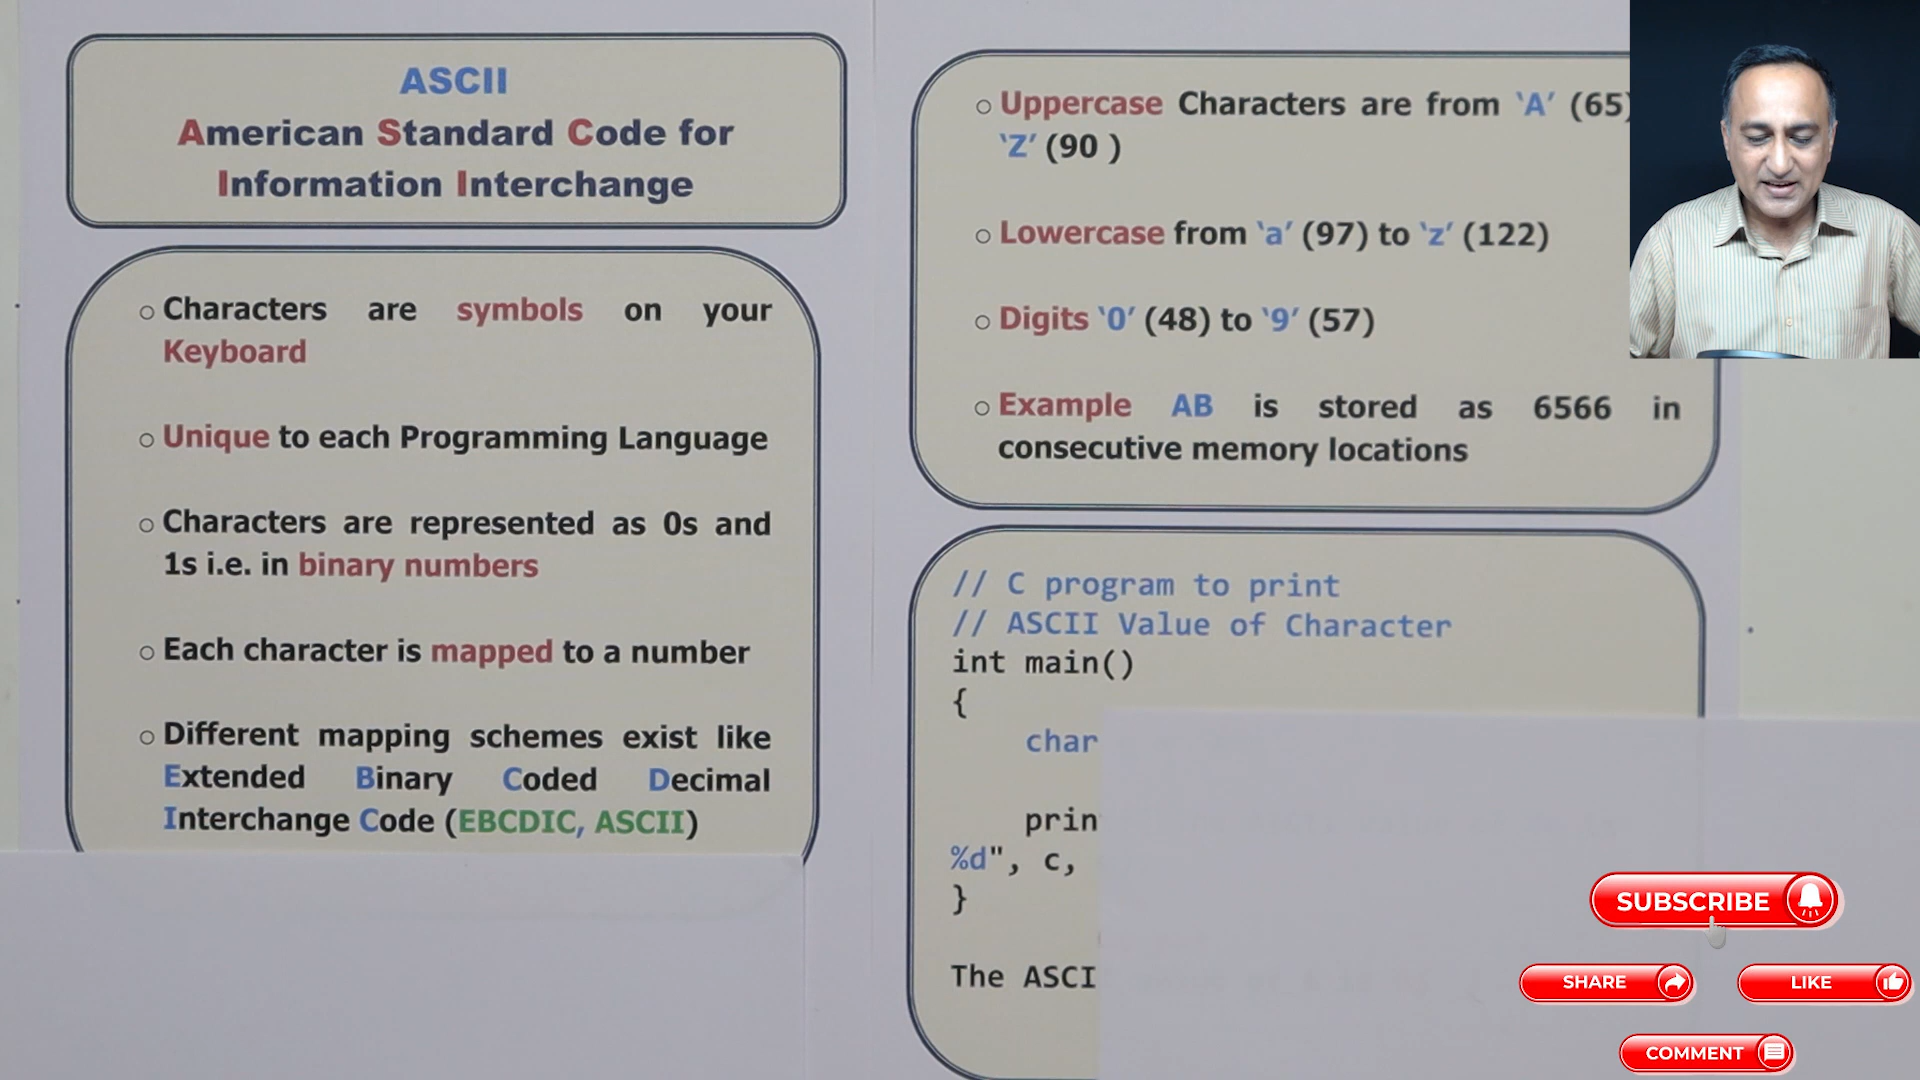 ASCII
American Standard Code for
Information Interchange
○ Characters are symbols on your
Keyboard
○ Unique to each Programming Language
○ Characters are represented as 0s and
1s i.e. in binary numbers
○ Each character is mapped to a number
○ Different mapping schemes exist like
Extended Binary Coded Decimal
Interchange Code (EBCDIC, ASCII)
○ Uppercase Characters are from ‘A’ (65)
‘Z’ (90 )
○ Lowercase from ‘a’ (97) to ‘z’ (122)
○ Digits ‘0’ (48) to ‘9’ (57)
○ Example AB is stored as 6566 in
consecutive memory locations
// C program to print
// ASCII Value of Character
int main()
{
char
prin
%d", c,
}
The ASCI
SUBSCRIBE
SHARE
LIKE
COMMENT